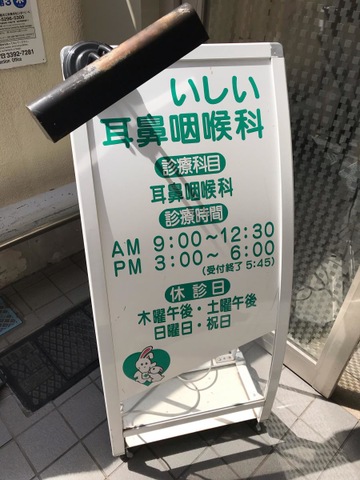 いしい
耳鼻咽喉科
診療科目
耳鼻咽喉科
診療時間
AM 9:00～12:30
PM 3:00～ 6:00
(受付終了 5:45)
休診日
木曜午後・土曜午後
日曜日・祝日
3392-7281